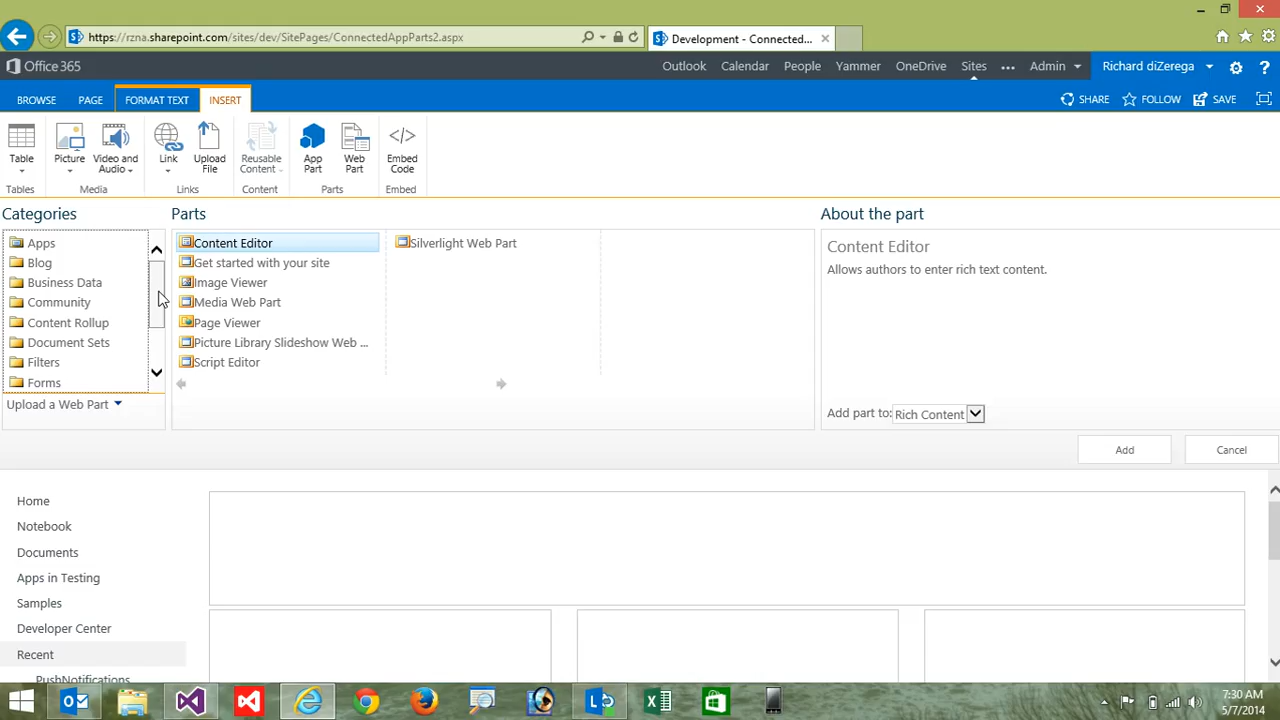 https://rzna.sharepoint.com/sites/dev/SitePages/ConnectedAppParts2.aspx
Development - Connected...
Office 365
Outlook Calendar People Yammer OneDrive Sites ... Admin Richard diZerega ?
BROWSE PAGE FORMAT TEXT INSERT
SHARE FOLLOW SAVE
Table
Picture
Video and Audio
Link
Upload File
Reusable Content
App Part
Web Part
Embed Code
Tables Media Links Content Parts Embed
Categories
Apps
Blog
Business Data
Community
Content Rollup
Document Sets
Filters
Forms
Upload a Web Part
Parts
Content Editor
Get started with your site
Image Viewer
Media Web Part
Page Viewer
Picture Library Slideshow Web ...
Script Editor
Silverlight Web Part
About the part
Content Editor
Allows authors to enter rich text content.
Add part to: Rich Content
Add Cancel
Home
Notebook
Documents
Apps in Testing
Samples
Developer Center
Recent
PushNotifications
7:30 AM
5/7/2014